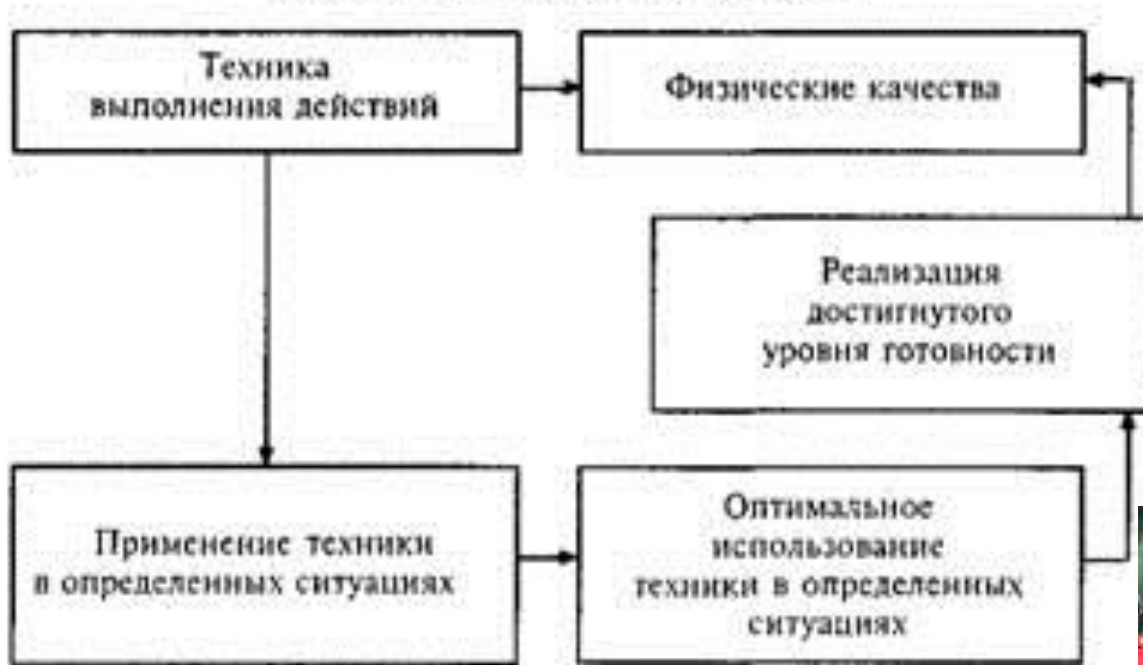 Техника
выполнения действий
Физические качества
Реализация
достигнутого
уровня готовности
Применение техники
в определенных ситуациях
Оптимальное
использование
техники в определенных
ситуациях